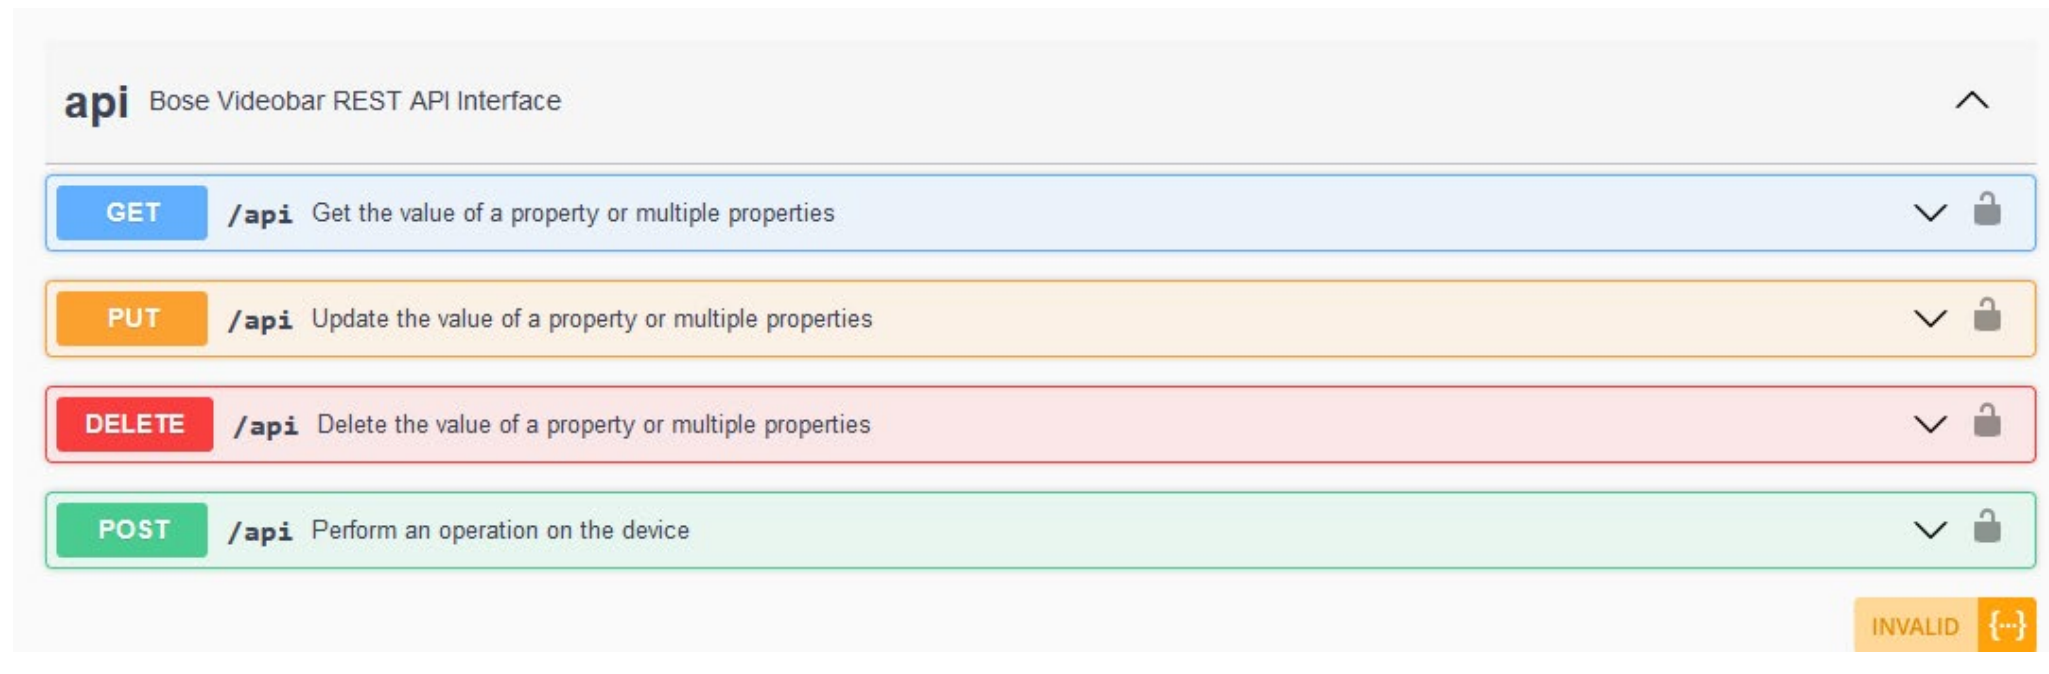 api Bose Videobar REST API Interface
GET /api Get the value of a property or multiple properties
PUT /api Update the value of a property or multiple properties
DELETE /api Delete the value of a property or multiple properties
POST /api Perform an operation on the device
INVALID {...}